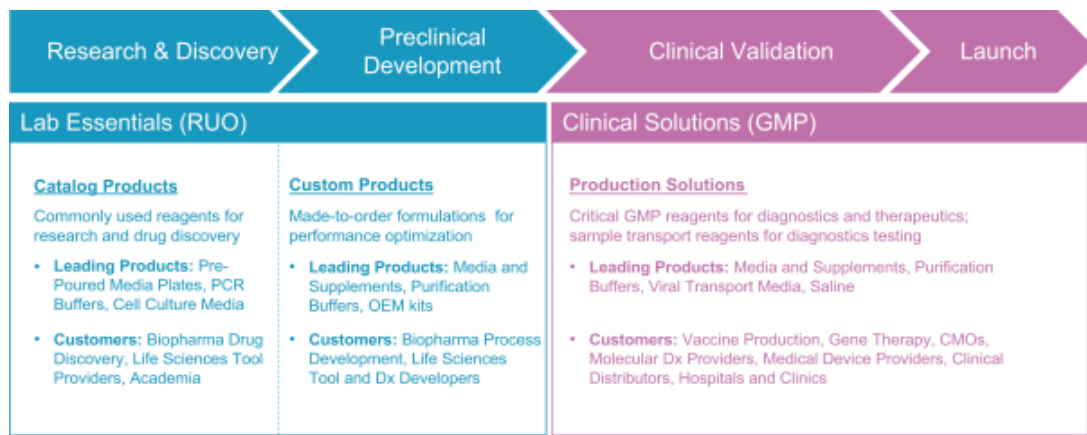 Research & Discovery
Preclinical
Development
Clinical Validation
Launch
Lab Essentials (RUO)
Clinical Solutions (GMP)
Catalog Products
Commonly used reagents for
research and drug discovery
• Leading Products: Pre-
Poured Media Plates, PCR
Buffers, Cell Culture Media
• Customers: Biopharma Drug
Discovery, Life Sciences Tool
Providers, Academia
Custom Products
Made-to-order formulations for
performance optimization
• Leading Products: Media and
Supplements, Purification
Buffers, OEM kits
• Customers: Biopharma Process
Development, Life Sciences
Tool and Dx Developers
Production Solutions
Critical GMP reagents for diagnostics and therapeutics;
sample transport reagents for diagnostics testing
• Leading Products: Media and Supplements, Purification
Buffers, Viral Transport Media, Saline
• Customers: Vaccine Production, Gene Therapy, CMOs,
Molecular Dx Providers, Medical Device Providers, Clinical
Distributors, Hospitals and Clinics